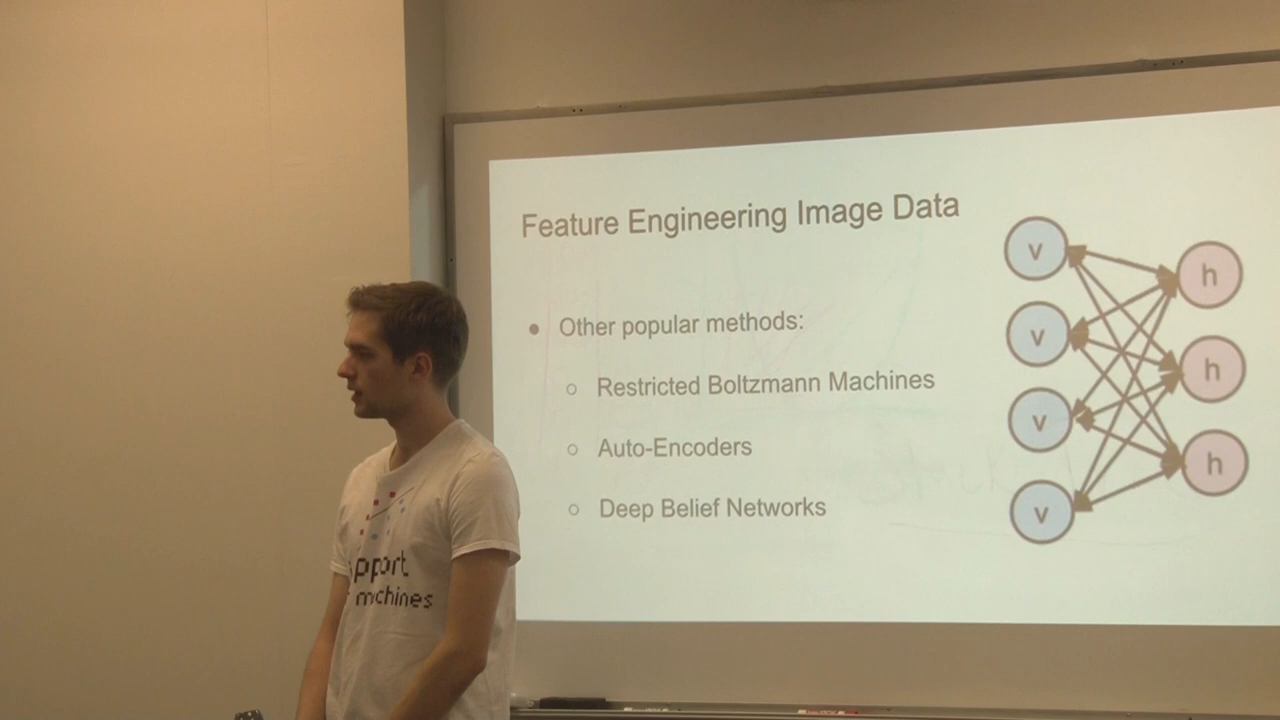 Feature Engineering Image Data
● Other popular methods:
○ Restricted Boltzmann Machines
○ Auto-Encoders
○ Deep Belief Networks
v
h
v
h
v
h
v
pport
machines